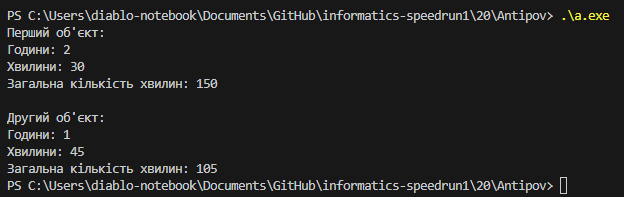 PS C:\Users\diablo-notebook\Documents\GitHub\informatics-speedrun1\20\Antipov> .\a.exe
Перший об'єкт:
Години: 2
Хвилини: 30
Загальна кількість хвилин: 150
Другий об'єкт:
Години: 1
Хвилини: 45
Загальна кількість хвилин: 105
PS C:\Users\diablo-notebook\Documents\GitHub\informatics-speedrun1\20\Antipov>